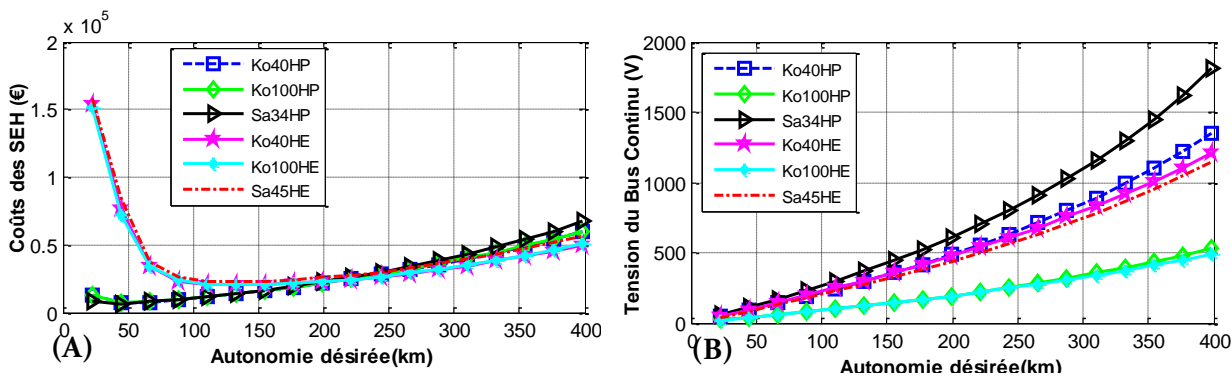 x 10^5
2
1.5
1
0.5
0
Coûts des SEH (€)
Ko40HP
Ko100HP
Sa34HP
Ko40HE
Ko100HE
Sa45HE
0 50 100 150 200 250 300 350 400
Autonomie désirée(km)
(A)
2000
1500
1000
500
0
Tension du Bus Continu (V)
Ko40HP
Ko100HP
Sa34HP
Ko40HE
Ko100HE
Sa45HE
0 50 100 150 200 250 300 350 400
Autonomie désirée(km)
(B)